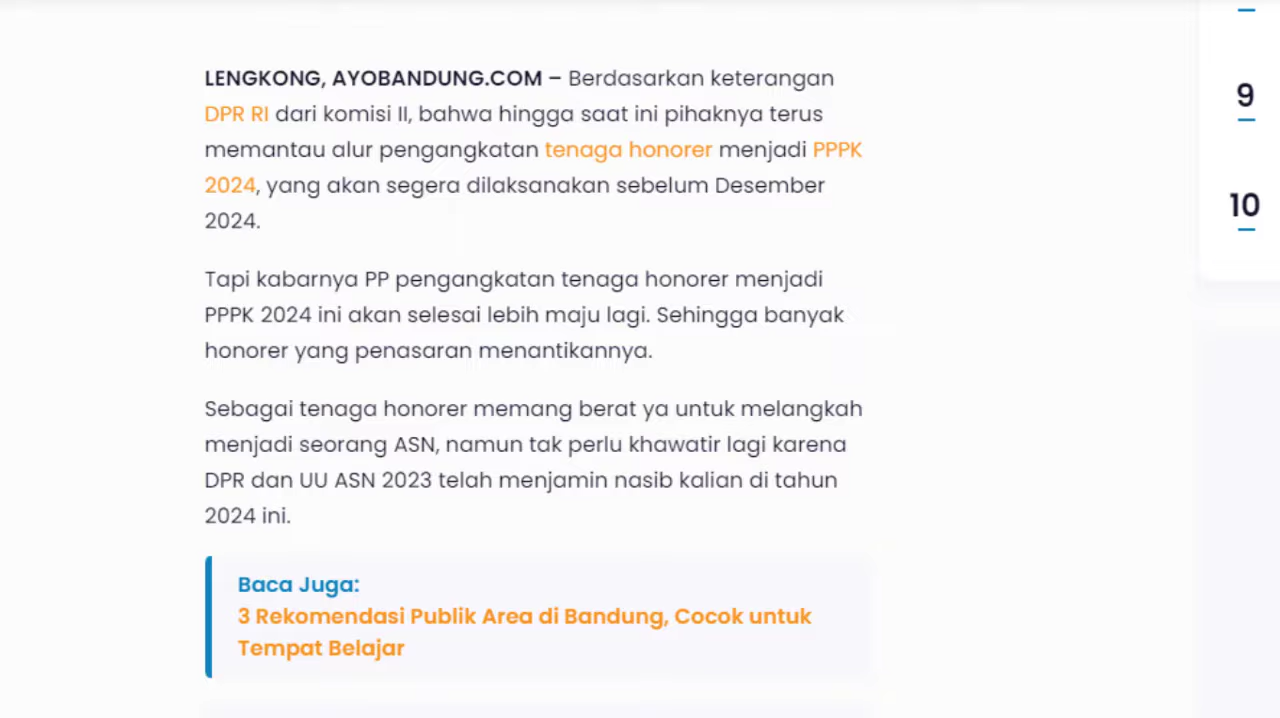 LENGKONG, AYOBANDUNG.COM – Berdasarkan keterangan
DPR RI dari komisi II, bahwa hingga saat ini pihaknya terus
memantau alur pengangkatan tenaga honorer menjadi PPPK
2024, yang akan segera dilaksanakan sebelum Desember
2024.
Tapi kabarnya PP pengangkatan tenaga honorer menjadi
PPPK 2024 ini akan selesai lebih maju lagi. Sehingga banyak
honorer yang penasaran menantikannya.
Sebagai tenaga honorer memang berat ya untuk melangkah
menjadi seorang ASN, namun tak perlu khawatir lagi karena
DPR dan UU ASN 2023 telah menjamin nasib kalian di tahun
2024 ini.
Baca Juga:
3 Rekomendasi Publik Area di Bandung, Cocok untuk
Tempat Belajar
9
10